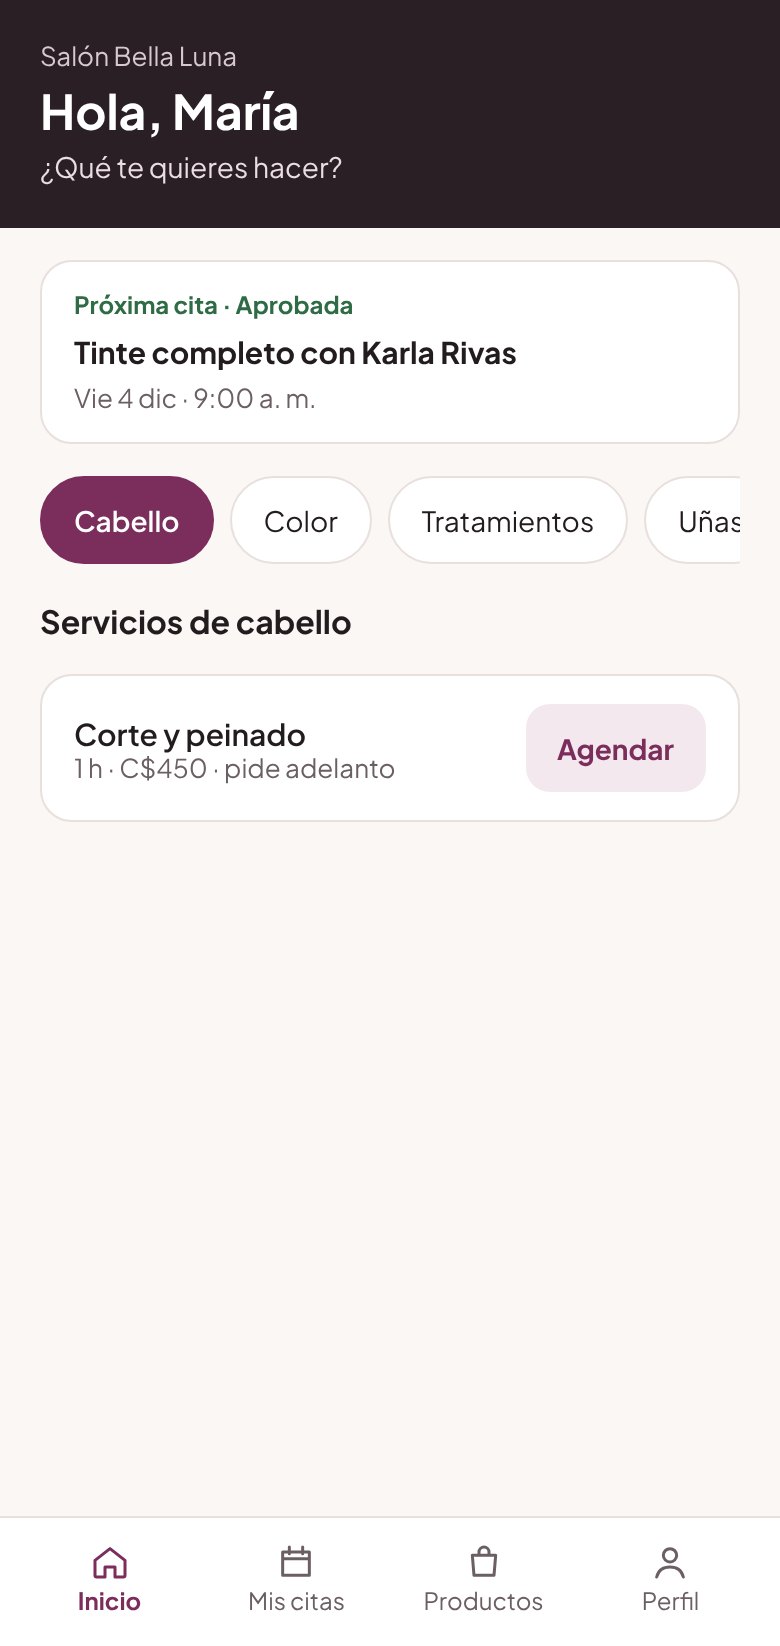 Salón Bella Luna
Hola, María
¿Qué te quieres hacer?
Próxima cita · Aprobada
Tinte completo con Karla Rivas
Vie 4 dic · 9:00 a. m.
Cabello
Color
Tratamientos
Uñas
Servicios de cabello
Corte y peinado
1 h · C$450 · pide adelanto
Agendar
Inicio
Mis citas
Productos
Perfil